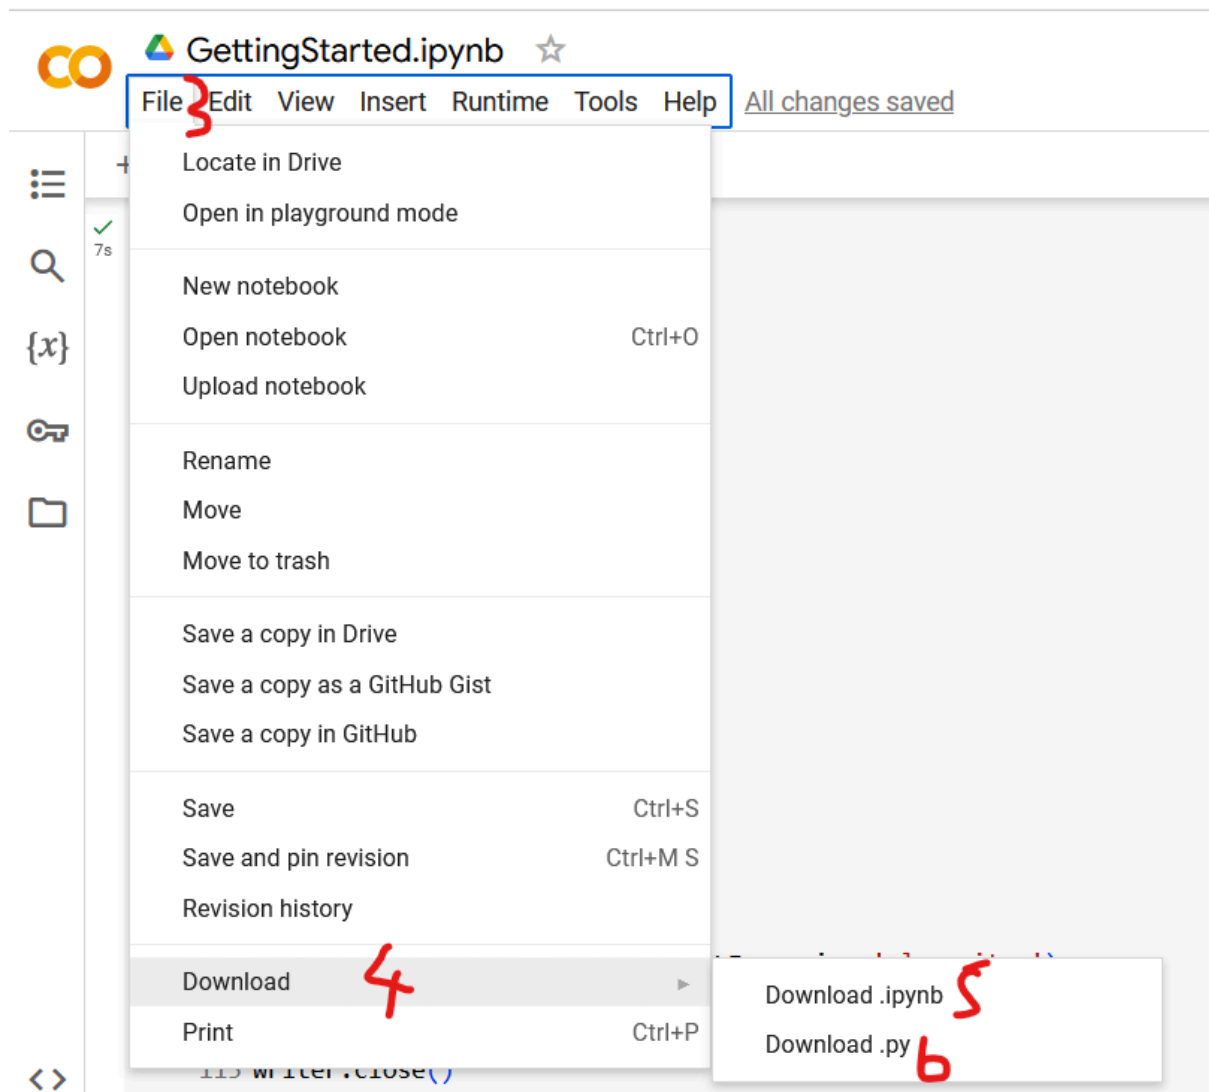 CO GettingStarted.ipynb
File 3 Edit View Insert Runtime Tools Help All changes saved
+
Locate in Drive
7s
Open in playground mode
New notebook
Open notebook Ctrl+O
{x}
Upload notebook
Rename
Move
Move to trash
Save a copy in Drive
Save a copy as a GitHub Gist
Save a copy in GitHub
Save Ctrl+S
Save and pin revision Ctrl+M S
Revision history
Download 4 ▸
Download .ipynb 5
Print Ctrl+P
Download .py 6
115 writer.close()
<>